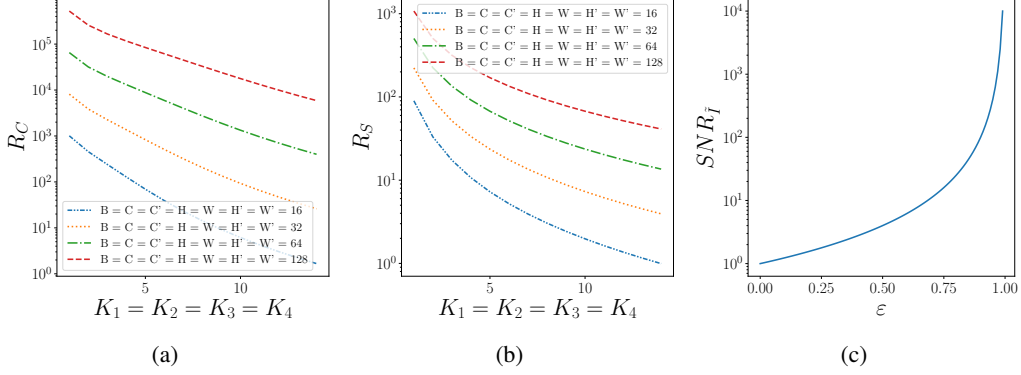 10^5
10^4
10^3
10^2
10^1
10^0
R_C
B = C = C' = H = W = H' = W' = 16
B = C = C' = H = W = H' = W' = 32
B = C = C' = H = W = H' = W' = 64
B = C = C' = H = W = H' = W' = 128
5 10
K_1 = K_2 = K_3 = K_4
(a)
10^3
10^2
10^1
10^0
R_S
B = C = C' = H = W = H' = W' = 16
B = C = C' = H = W = H' = W' = 32
B = C = C' = H = W = H' = W' = 64
B = C = C' = H = W = H' = W' = 128
5 10
K_1 = K_2 = K_3 = K_4
(b)
10^4
10^3
10^2
10^1
10^0
SNR_Ĩ
0.00 0.25 0.50 0.75 1.00
ε
(c)